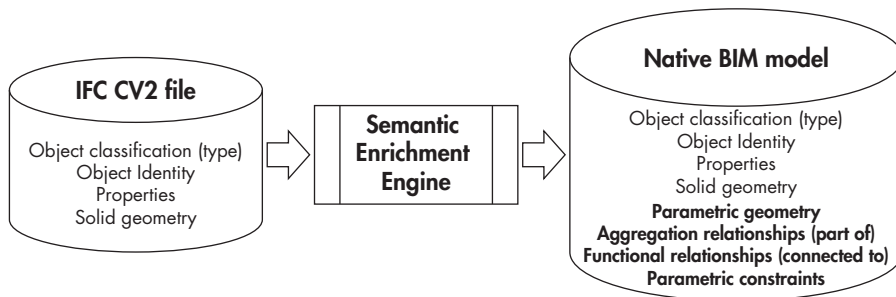 IFC CV2 file
Object classification (type)
Object Identity
Properties
Solid geometry
Semantic
Enrichment
Engine
Native BIM model
Object classification (type)
Object Identity
Properties
Solid geometry
Parametric geometry
Aggregation relationships (part of)
Functional relationships (connected to)
Parametric constraints